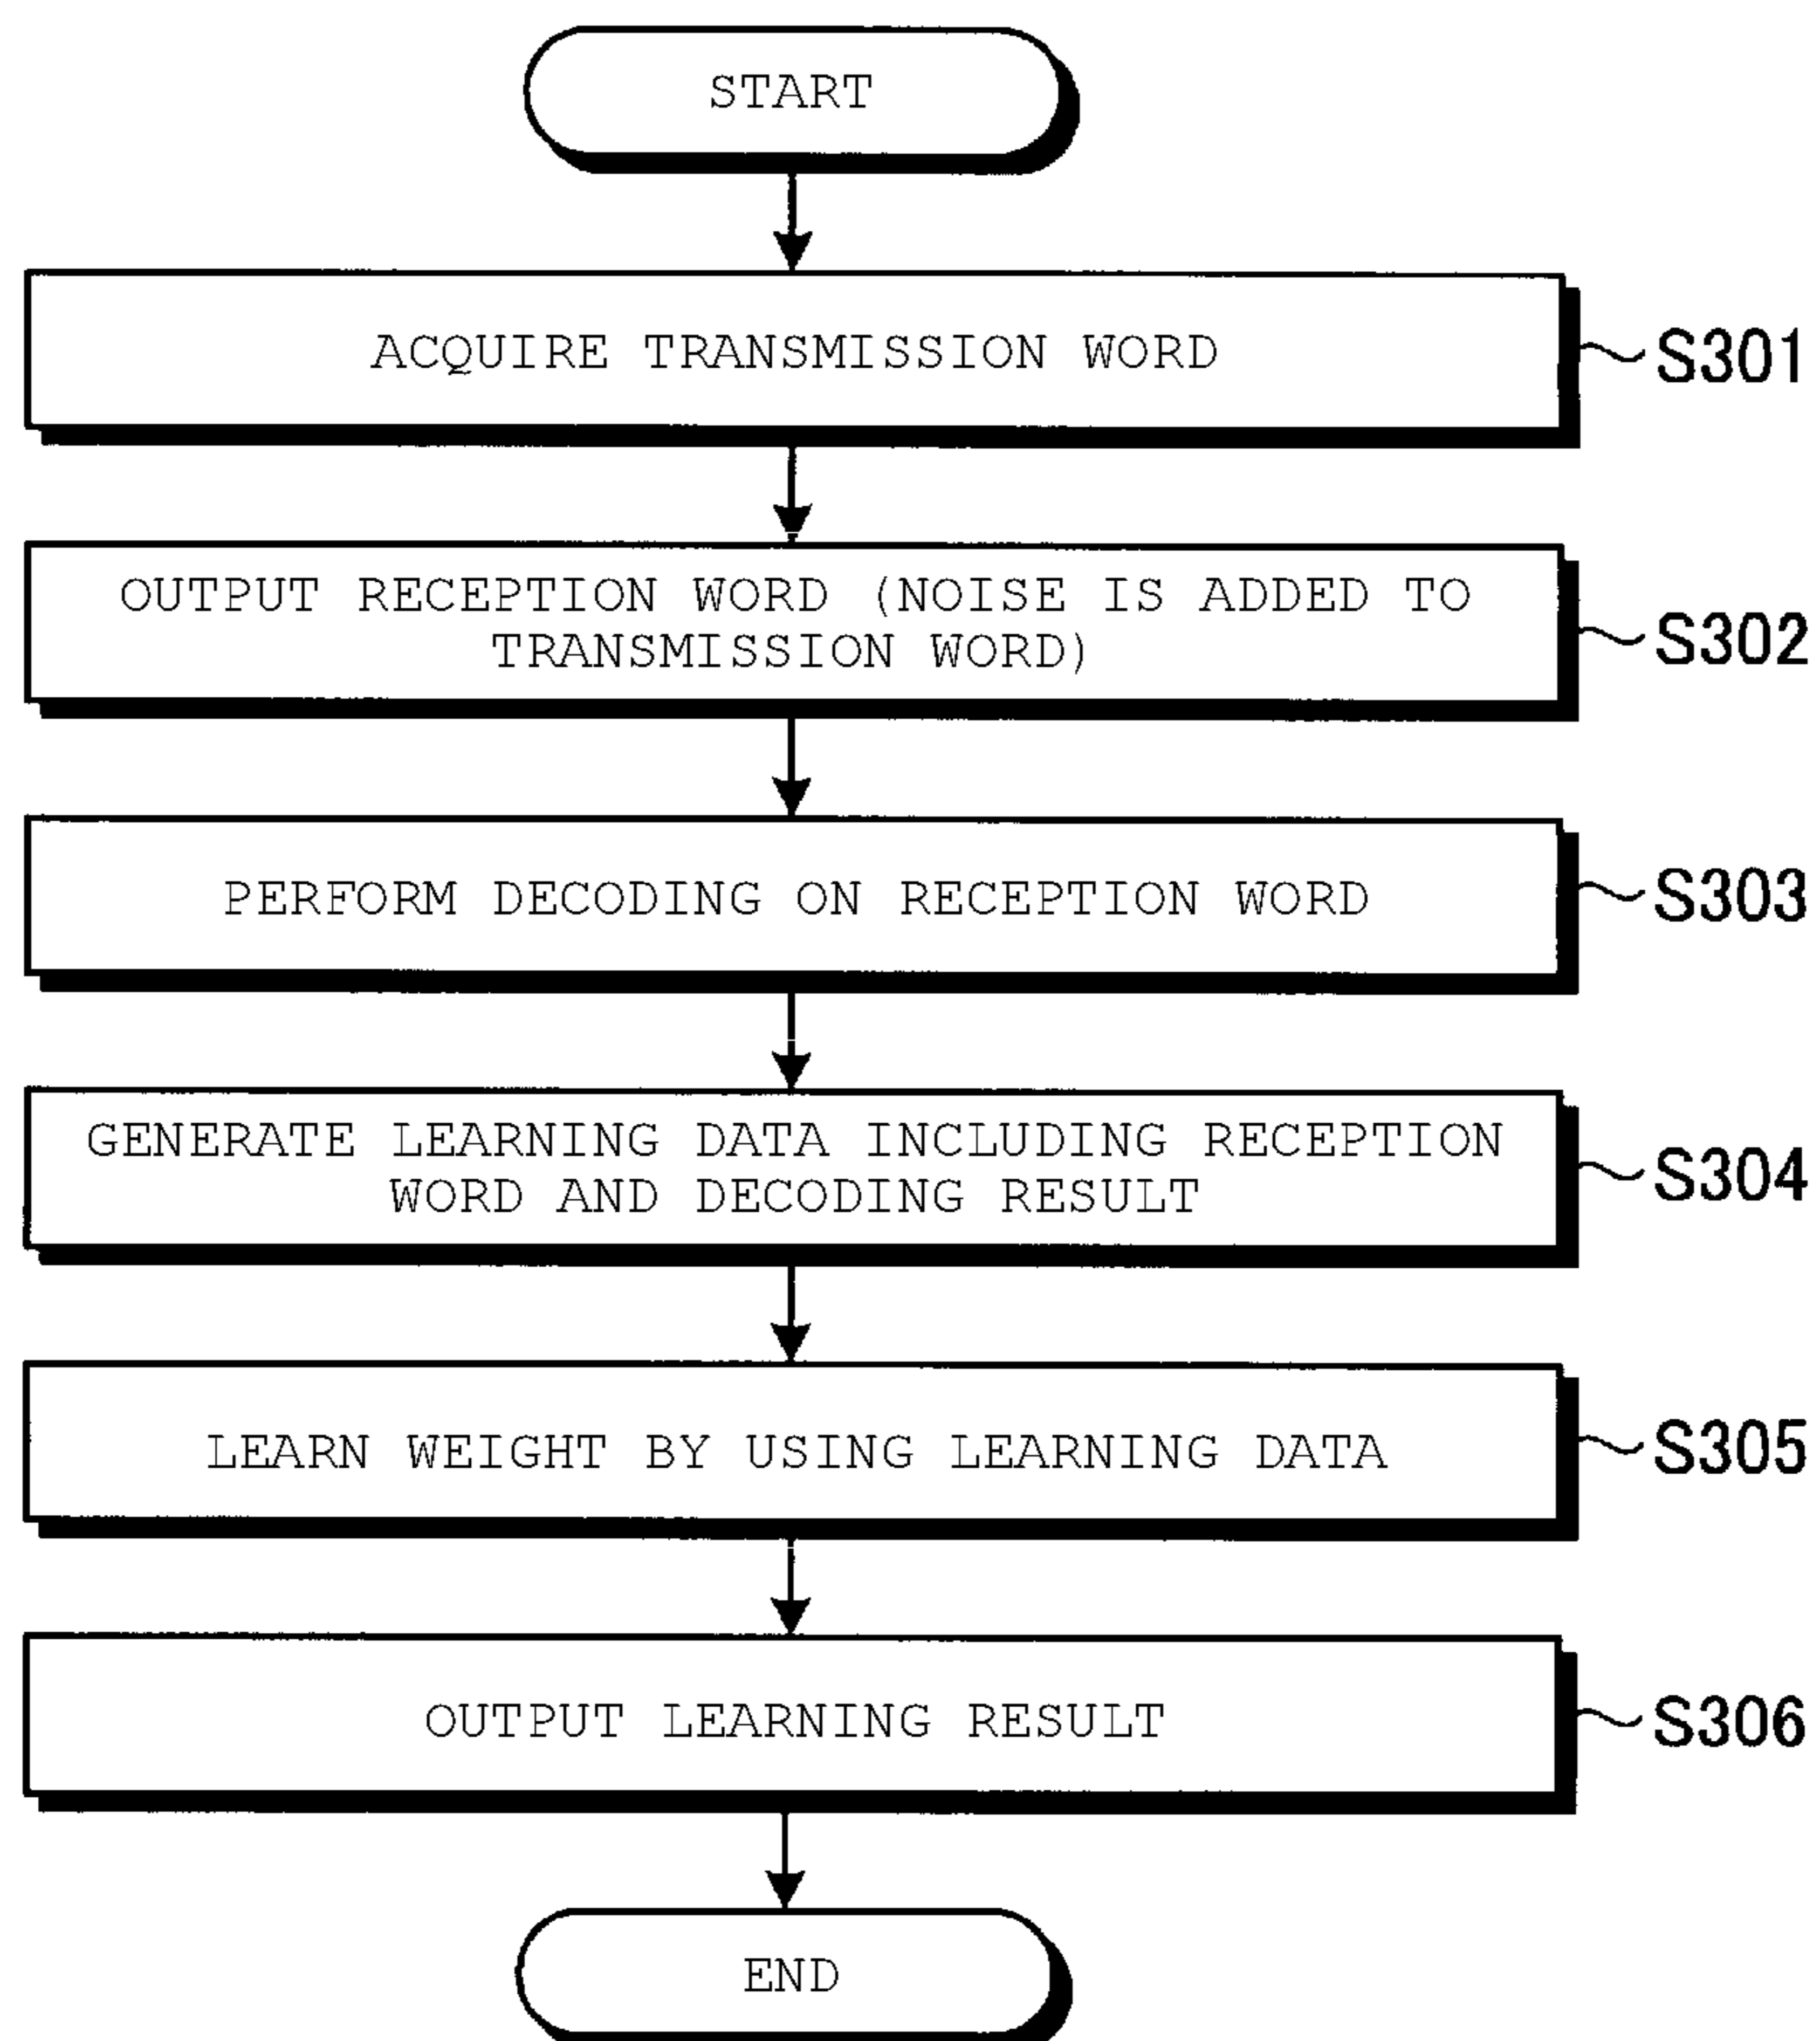 START
ACQUIRE TRANSMISSION WORD
S301
OUTPUT RECEPTION WORD (NOISE IS ADDED TO
TRANSMISSION WORD)
S302
PERFORM DECODING ON RECEPTION WORD
S303
GENERATE LEARNING DATA INCLUDING RECEPTION
WORD AND DECODING RESULT
S304
LEARN WEIGHT BY USING LEARNING DATA
S305
OUTPUT LEARNING RESULT
S306
END